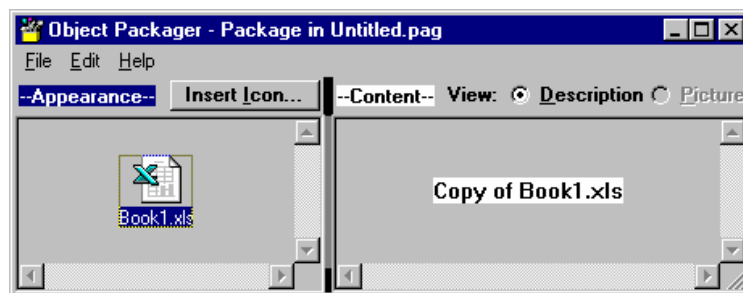 Object Packager - Package in Untitled.pag
File Edit Help
--Appearance-- Insert Icon... --Content-- View: Description Picture
Book1.xls
Copy of Book1.xls